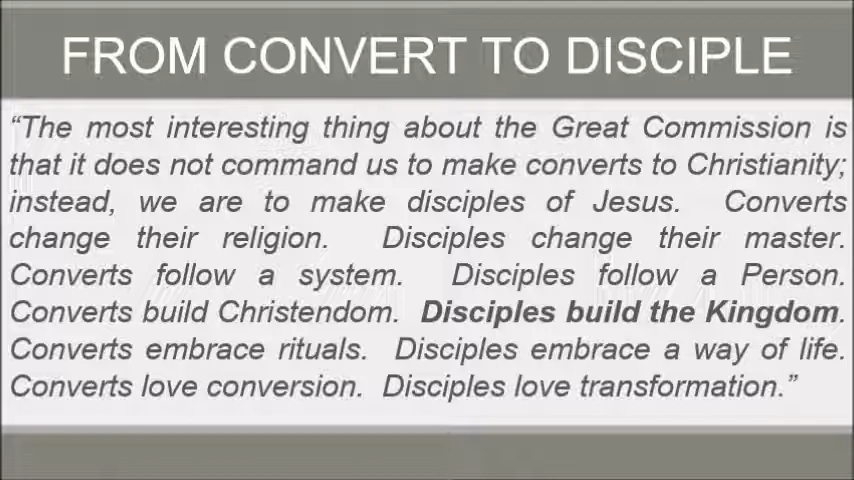 FROM CONVERT TO DISCIPLE
“The most interesting thing about the Great Commission is
that it does not command us to make converts to Christianity;
instead, we are to make disciples of Jesus. Converts
change their religion. Disciples change their master.
Converts follow a system. Disciples follow a Person.
Converts build Christendom. Disciples build the Kingdom.
Converts embrace rituals. Disciples embrace a way of life.
Converts love conversion. Disciples love transformation.”